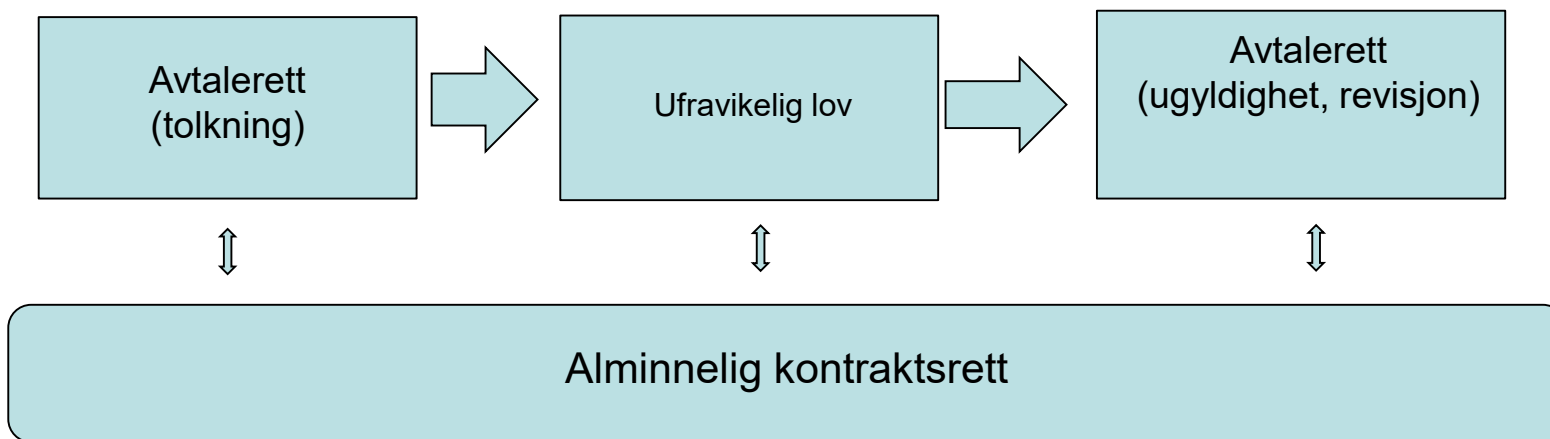 Avtalerett
(tolkning)
Ufravikelig lov
Avtalerett
(ugyldighet, revisjon)
Alminnelig kontraktsrett